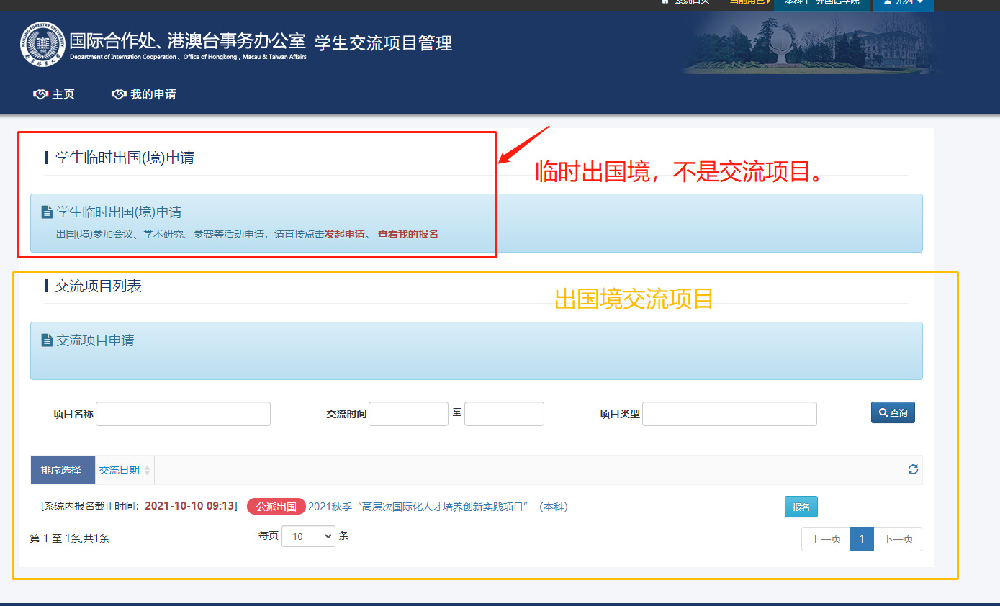 系统首页 当前角色 本科生 外国语学院
国际合作处、港澳台事务办公室 学生交流项目管理
Department of Internation Cooperation 、Office of Hongkong , Macau & Taiwan Affairs
NANJING FORESTRY UNIVERSITY
主页 我的申请
学生临时出国(境)申请
临时出国境，不是交流项目。
学生临时出国(境)申请
出国(境)参加会议、学术研究、参赛等活动申请，请直接点击发起申请。 查看我的报名
交流项目列表
出国境交流项目
交流项目申请
项目名称 交流时间 至 项目类型 查询
排序选择 交流日期
[系统内报名截止时间：2021-10-10 09:13] 公派出国 2021秋季“高层次国际化人才培养创新实践项目”（本科） 报名
第 1 至 1条,共1条 每页 10 条 上一页 1 下一页